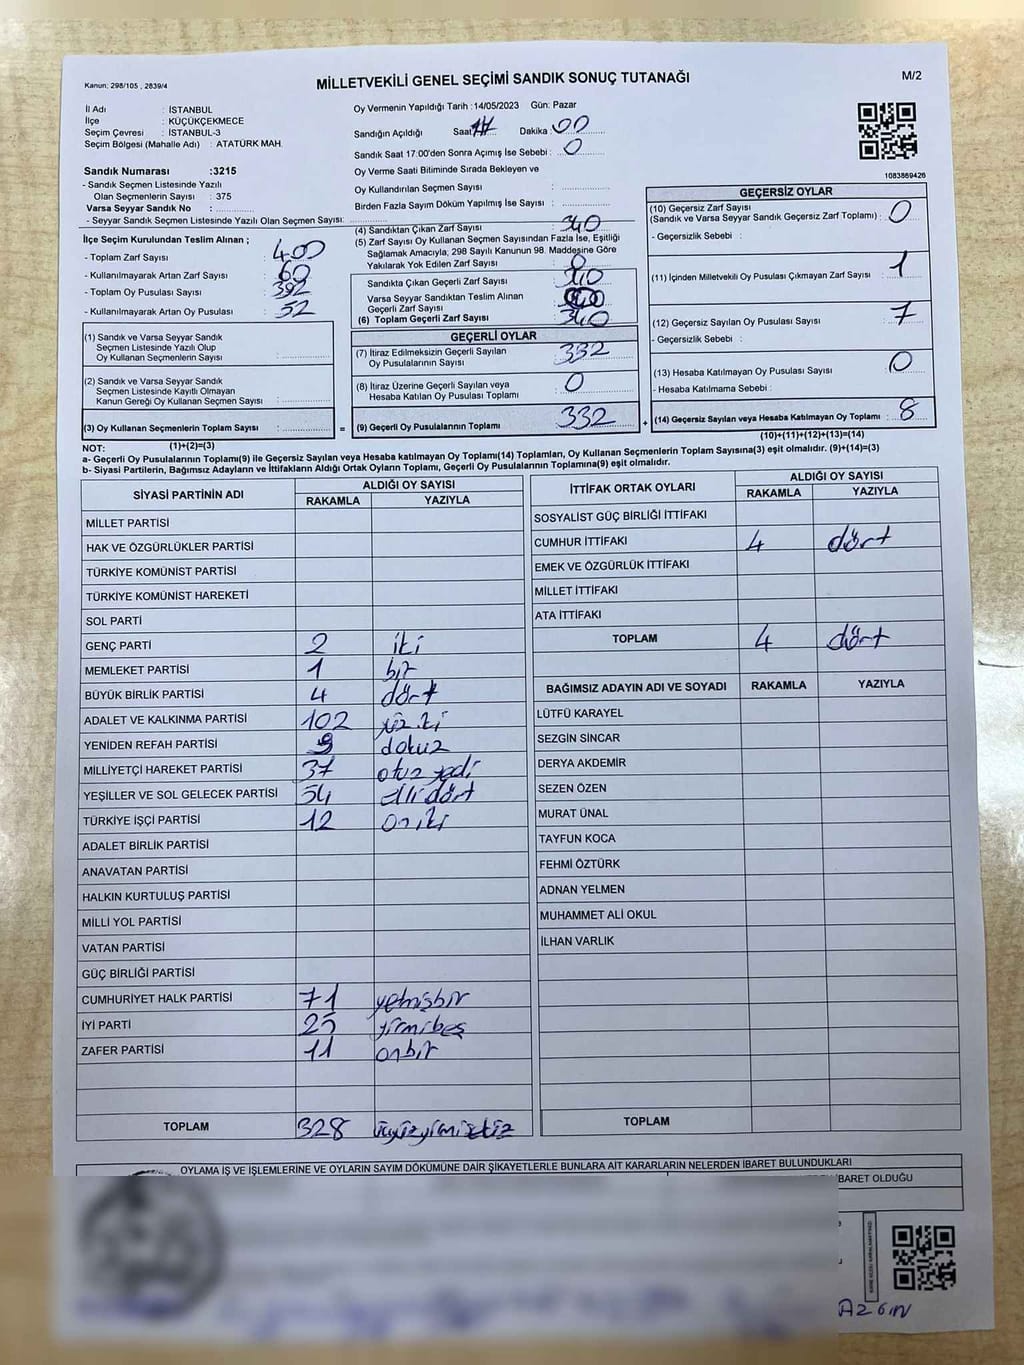 Kanun: 298/105 , 2839/4
MİLLETVEKİLİ GENEL SEÇİMİ SANDIK SONUÇ TUTANAĞI
M/2
İl Adı : İSTANBUL
İlçe : KÜÇÜKÇEKMECE
Seçim Çevresi : İSTANBUL-3
Seçim Bölgesi (Mahalle Adı) : ATATÜRK MAH.
Sandık Numarası :3215
- Sandık Seçmen Listesinde Yazılı
Olan Seçmenlerin Sayısı : 375
Varsa Seyyar Sandık No :
- Seyyar Sandık Seçmen Listesinde Yazılı Olan Seçmen Sayısı:
Oy Vermenin Yapıldığı Tarih :14/05/2023 Gün: Pazar
Sandığın Açıldığı Saat Dakika : 00
Sandık Saat 17:00'den Sonra Açımış İse Sebebi : 0
Oy Verme Saati Bitiminde Sırada Bekleyen ve
Oy Kullandırılan Seçmen Sayısı :
Birden Fazla Sayım Döküm Yapılmış İse Sayısı :
1083869426
İlçe Seçim Kurulundan Teslim Alınan ;
- Toplam Zarf Sayısı : 400
- Kullanılmayarak Artan Zarf Sayısı : 60
- Toplam Oy Pusulası Sayısı : 392
- Kullanılmayarak Artan Oy Pusulası : 52
(1) Sandık ve Varsa Seyyar Sandık
Seçmen Listesinde Yazılı Olup
Oy Kullanan Seçmenlerin Sayısı :
(2) Sandık ve Varsa Seyyar Sandık
Seçmen Listesinde Kayıtlı Olmayan
Kanun Gereği Oy Kullanan Seçmen Sayısı :
(3) Oy Kullanan Seçmenlerin Toplam Sayısı :
(1)+(2)=(3)
(4) Sandıktan Çıkan Zarf Sayısı : 340
(5) Zarf Sayısı Oy Kullanan Seçmen Sayısından Fazla İse, Eşitliği
Sağlamak Amacıyla, 298 Sayılı Kanunun 98. Maddesine Göre
Yakılarak Yok Edilen Zarf Sayısı : 0
Sandıkta Çıkan Geçerli Zarf Sayısı : 340
Varsa Seyyar Sandıktan Teslim Alınan
Geçerli Zarf Sayısı :
(6) Toplam Geçerli Zarf Sayısı : 340
GEÇERLİ OYLAR
(7) İtiraz Edilmeksizin Geçerli Sayılan
Oy Pusulalarının Sayısı : 332
(8) İtiraz Üzerine Geçerli Sayılan veya
Hesaba Katılan Oy Pusulası Toplamı : 0
= (9) Geçerli Oy Pusulalarının Toplamı : 332 +
GEÇERSİZ OYLAR
(10) Geçersiz Zarf Sayısı
(Sandık ve Varsa Seyyar Sandık Geçersiz Zarf Toplamı) : 0
- Geçersizlik Sebebi :
(11) İçinden Milletvekili Oy Pusulası Çıkmayan Zarf Sayısı : 1
(12) Geçersiz Sayılan Oy Pusulası Sayısı : 7
- Geçersizlik Sebebi :
(13) Hesaba Katılmayan Oy Pusulası Sayısı : 0
- Hesaba Katılmama Sebebi :
(14) Geçersiz Sayılan veya Hesaba Katılmayan Oy Toplamı : 8
(10)+(11)+(12)+(13)=(14)
NOT:
a- Geçerli Oy Pusulalarının Toplamı(9) ile Geçersiz Sayılan veya Hesaba katılmayan Oy Toplamı(14) Toplamları, Oy Kullanan Seçmenlerin Toplam Sayısına(3) eşit olmalıdır. (9)+(14)=(3)
b- Siyasi Partilerin, Bağımsız Adayların ve İttifakların Aldığı Ortak Oyların Toplamı, Geçerli Oy Pusulalarının Toplamına(9) eşit olmalıdır.
SİYASİ PARTİNİN ADI ALDIĞI OY SAYISI
RAKAMLA YAZIYLA
MİLLET PARTİSİ
HAK VE ÖZGÜRLÜKLER PARTİSİ
TÜRKİYE KOMÜNİST PARTİSİ
TÜRKİYE KOMÜNİST HAREKETİ
SOL PARTİ
GENÇ PARTİ 2 iki
MEMLEKET PARTİSİ 1 bir
BÜYÜK BİRLİK PARTİSİ 4 dört
ADALET VE KALKINMA PARTİSİ 102 yüziki
YENİDEN REFAH PARTİSİ 9 dokuz
MİLLİYETÇİ HAREKET PARTİSİ 37 otuz yedi
YEŞİLLER VE SOL GELECEK PARTİSİ 54 elli dört
TÜRKİYE İŞÇİ PARTİSİ 12 on iki
ADALET BİRLİK PARTİSİ
ANAVATAN PARTİSİ
HALKIN KURTULUŞ PARTİSİ
MİLLİ YOL PARTİSİ
VATAN PARTİSİ
GÜÇ BİRLİĞİ PARTİSİ
CUMHURİYET HALK PARTİSİ 71 yetmişbir
İYİ PARTİ 25 yirmibeş
ZAFER PARTİSİ 11 onbir
TOPLAM 328 üçyüzyirmisekiz
İTTİFAK ORTAK OYLARI ALDIĞI OY SAYISI
RAKAMLA YAZIYLA
SOSYALIST GÜÇ BİRLİĞİ İTTİFAKI
CUMHUR İTTİFAKI 4 dört
EMEK VE ÖZGÜRLÜK İTTİFAKI
MİLLET İTTİFAKI
ATA İTTİFAKI
TOPLAM 4 dört
BAĞIMSIZ ADAYIN ADI VE SOYADI RAKAMLA YAZIYLA
LÜTFÜ KARAYEL
SEZGİN SİNCAR
DERYA AKDEMİR
SEZEN ÖZEN
MURAT ÜNAL
TAYFUN KOCA
FEHMİ ÖZTÜRK
ADNAN YELMEN
MUHAMMET ALİ OKUL
İLHAN VARLIK
TOPLAM
OYLAMA İŞ VE İŞLEMLERİNE VE OYLARIN SAYIM DÖKÜMÜNE DAİR ŞİKAYETLERLE BUNLARA AİT KARARLARIN NELERDEN İBARET BULUNDUKLARI
İBARET OLDUĞU